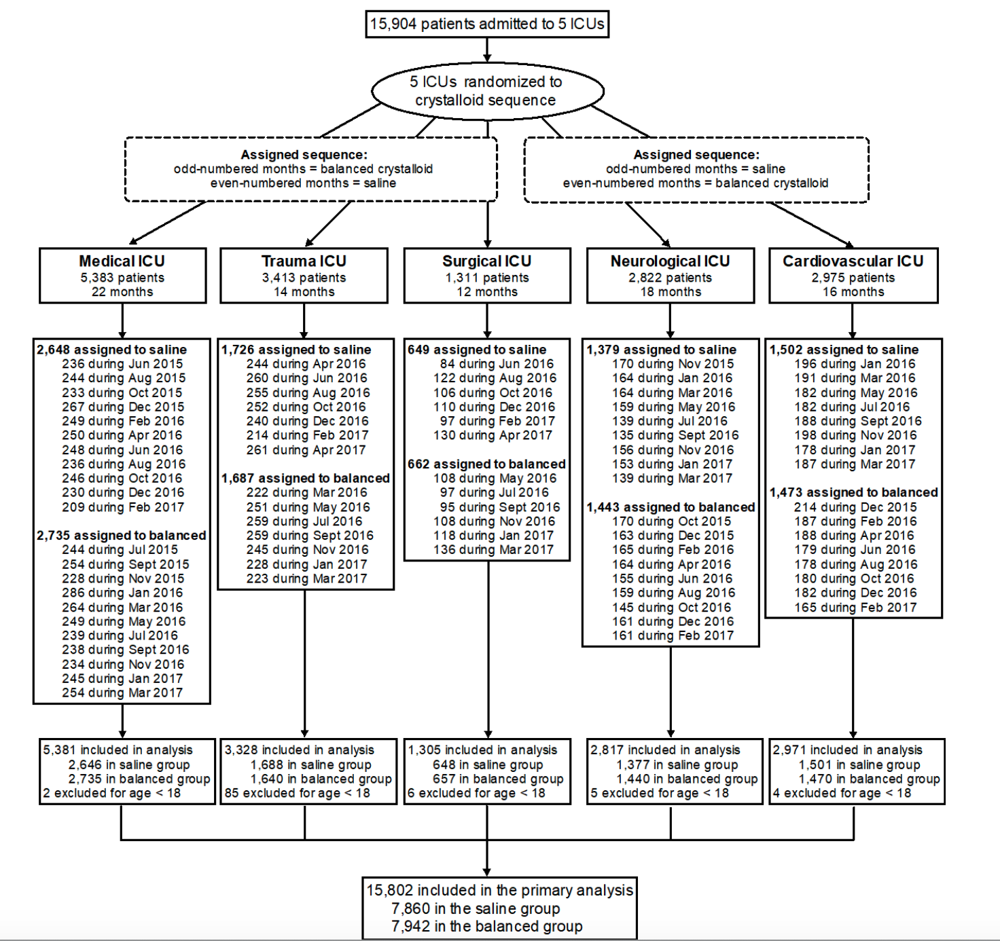 15,904 patients admitted to 5 ICUs
5 ICUs randomized to
crystalloid sequence
Assigned sequence:
odd-numbered months = balanced crystalloid
even-numbered months = saline
Assigned sequence:
odd-numbered months = saline
even-numbered months = balanced crystalloid
Medical ICU
5,383 patients
22 months
Trauma ICU
3,413 patients
14 months
Surgical ICU
1,311 patients
12 months
Neurological ICU
2,822 patients
18 months
Cardiovascular ICU
2,975 patients
16 months
2,648 assigned to saline
236 during Jun 2015
244 during Aug 2015
233 during Oct 2015
267 during Dec 2015
249 during Feb 2016
250 during Apr 2016
248 during Jun 2016
236 during Aug 2016
246 during Oct 2016
230 during Dec 2016
209 during Feb 2017
2,735 assigned to balanced
244 during Jul 2015
254 during Sept 2015
228 during Nov 2015
286 during Jan 2016
264 during Mar 2016
249 during May 2016
239 during Jul 2016
238 during Sept 2016
234 during Nov 2016
245 during Jan 2017
254 during Mar 2017
1,726 assigned to saline
244 during Apr 2016
260 during Jun 2016
255 during Aug 2016
252 during Oct 2016
240 during Dec 2016
214 during Feb 2017
261 during Apr 2017
1,687 assigned to balanced
222 during Mar 2016
251 during May 2016
259 during Jul 2016
259 during Sept 2016
245 during Nov 2016
228 during Jan 2017
223 during Mar 2017
649 assigned to saline
84 during Jun 2016
122 during Aug 2016
106 during Oct 2016
110 during Dec 2016
97 during Feb 2017
130 during Apr 2017
662 assigned to balanced
108 during May 2016
97 during Jul 2016
95 during Sept 2016
108 during Nov 2016
118 during Jan 2017
136 during Mar 2017
1,379 assigned to saline
170 during Nov 2015
164 during Jan 2016
164 during Mar 2016
159 during May 2016
139 during Jul 2016
135 during Sept 2016
156 during Nov 2016
153 during Jan 2017
139 during Mar 2017
1,443 assigned to balanced
170 during Oct 2015
163 during Dec 2015
165 during Feb 2016
164 during Apr 2016
155 during Jun 2016
159 during Aug 2016
145 during Oct 2016
161 during Dec 2016
161 during Feb 2017
1,502 assigned to saline
196 during Jan 2016
191 during Mar 2016
182 during May 2016
182 during Jul 2016
188 during Sept 2016
198 during Nov 2016
178 during Jan 2017
187 during Mar 2017
1,473 assigned to balanced
214 during Dec 2015
187 during Feb 2016
188 during Apr 2016
179 during Jun 2016
178 during Aug 2016
180 during Oct 2016
182 during Dec 2016
165 during Feb 2017
5,381 included in analysis
2,646 in saline group
2,735 in balanced group
2 excluded for age < 18
3,328 included in analysis
1,688 in saline group
1,640 in balanced group
85 excluded for age < 18
1,305 included in analysis
648 in saline group
657 in balanced group
6 excluded for age < 18
2,817 included in analysis
1,377 in saline group
1,440 in balanced group
5 excluded for age < 18
2,971 included in analysis
1,501 in saline group
1,470 in balanced group
4 excluded for age < 18
15,802 included in the primary analysis
7,860 in the saline group
7,942 in the balanced group